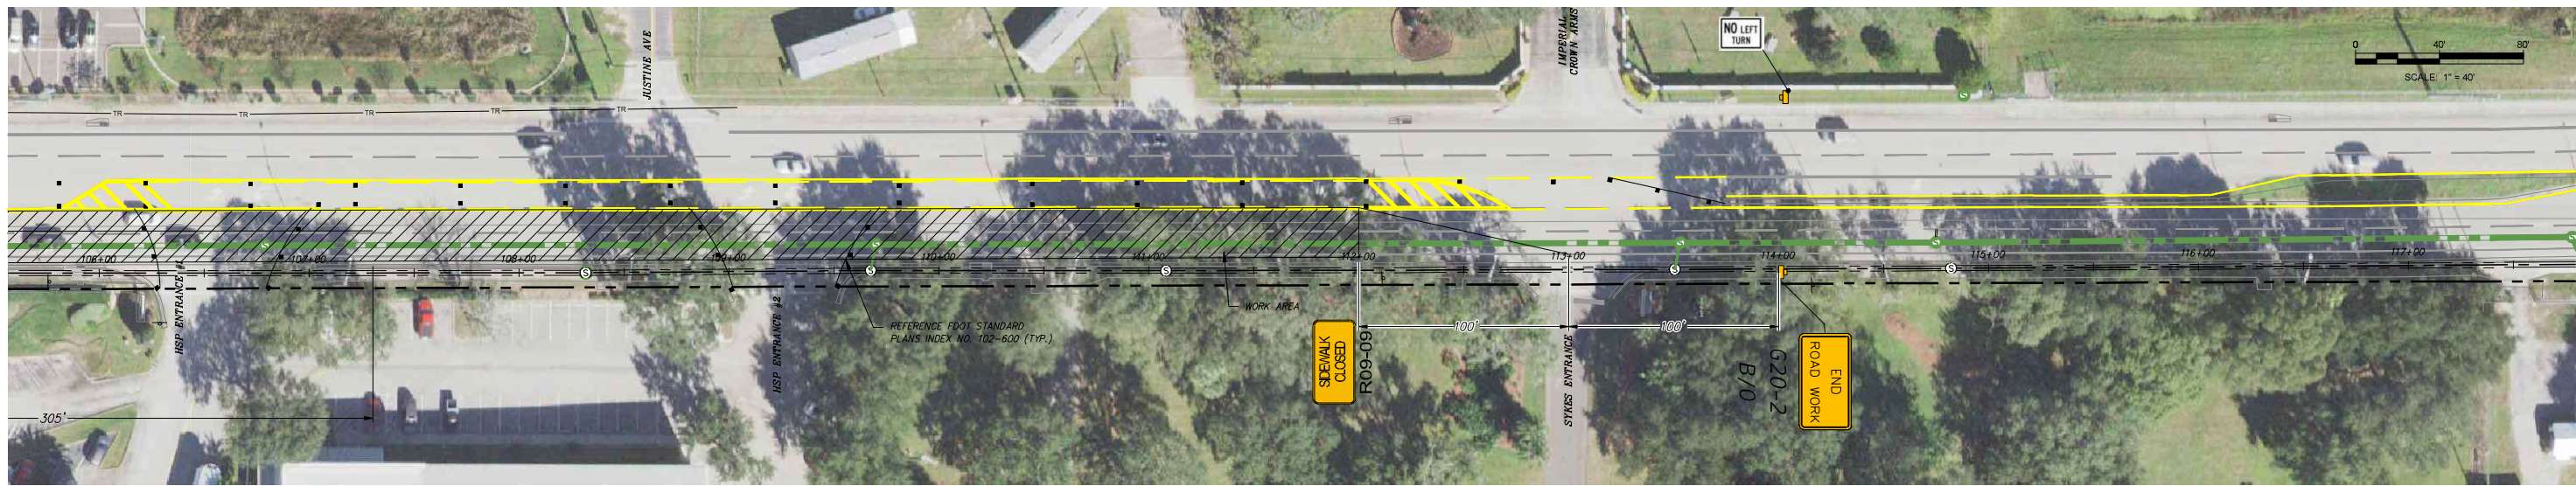 JUSTINE AVE
IMPERIAL
CROWN ARMS
NO LEFT
TURN
0 40' 80'
SCALE: 1" = 40'
TR
TR
TR
TR
TR
S
S
S
S
S
S
S
S
S
S
106+00
107+00
108+00
109+00
110+00
111+00
112+00
113+00
114+00
115+00
116+00
117+00
HSP ENTRANCE #1
HSP ENTRANCE #2
WORK AREA
REFERENCE FDOT STANDARD
PLANS INDEX NO. 102-600 (TYP.)
SIDEWALK
CLOSED
R09-09
100'
100'
SYKES ENTRANCE
G20-2
B/O
END
ROAD WORK
305'